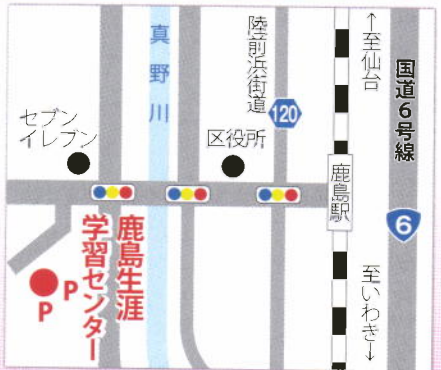 真野川
陸前浜街道
120
↑至仙台
国道6号線
セブン
イレブン
区役所
鹿島駅
6
鹿島生涯
学習センター
P
P
至いわき↓